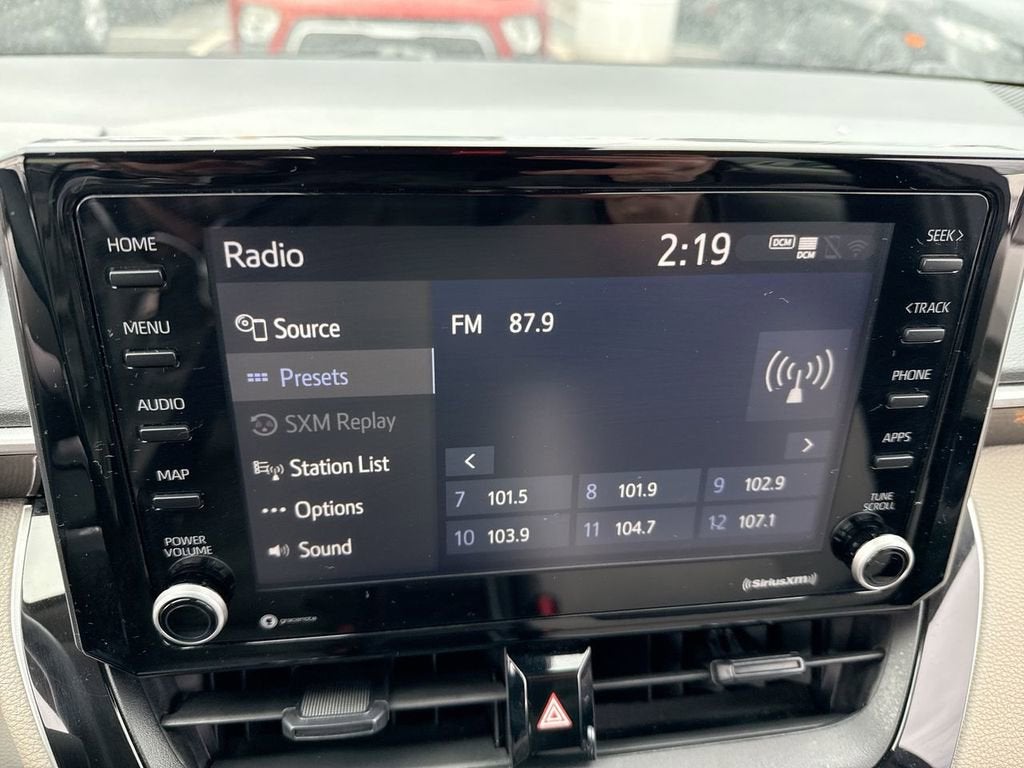 HOME
MENU
AUDIO
MAP
POWER
VOLUME
Radio
2:19
DCM
DCM
Source
Presets
SXM Replay
Station List
Options
Sound
FM 87.9
<
>
7 101.5
8 101.9
9 102.9
10 103.9
11 104.7
12 107.1
SEEK>
<TRACK
PHONE
APPS
TUNE
SCROLL
gracenote
SiriusXM